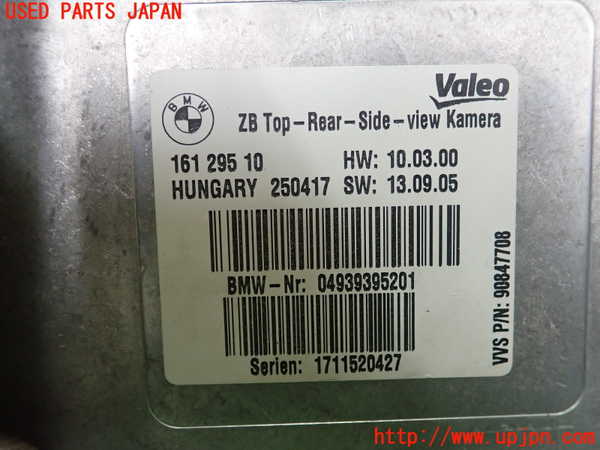 USED PARTS JAPAN
BMW
Valeo
ZB Top-Rear-Side-view Kamera
161 295 10 HW: 10.03.00
HUNGARY 250417 SW: 13.09.05
BMW-Nr: 04939395201
Serien: 1711520427
VVS P/N: 90847708
UPJ http://www.upjpn.com/